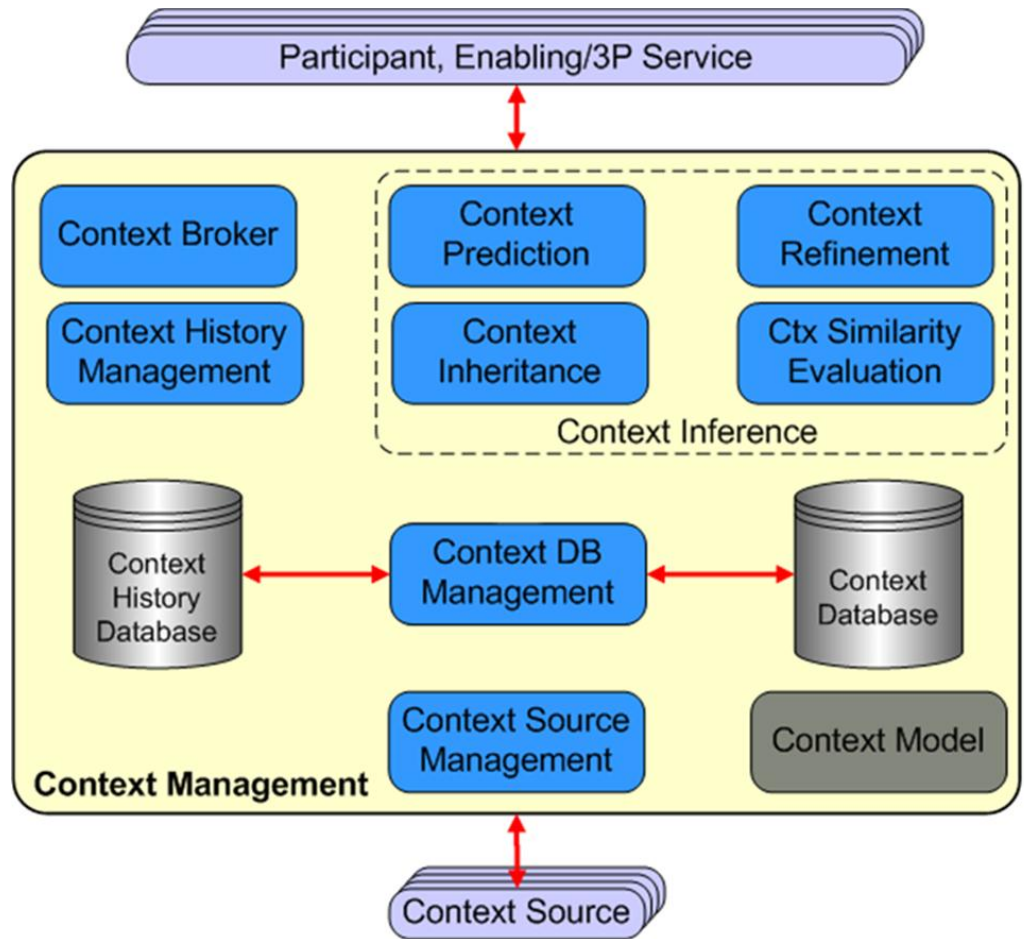 Participant, Enabling/3P Service
Context Broker
Context
Prediction
Context
Refinement
Context History
Management
Context
Inheritance
Ctx Similarity
Evaluation
Context Inference
Context
History
Database
Context DB
Management
Context
Database
Context Source
Management
Context Model
Context Management
Context Source